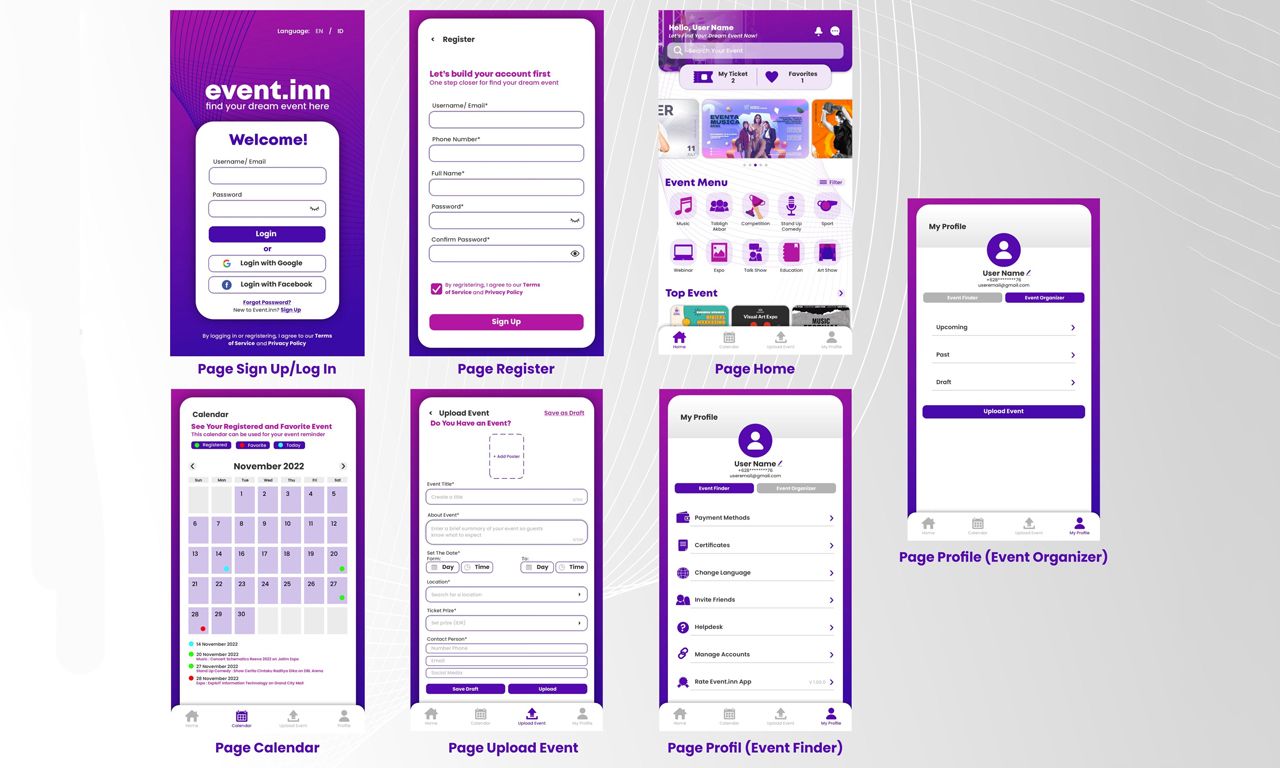 Language: EN / ID
event.inn
find your dream event here
Welcome!
Username/ Email
Password
Login
or
Login with Google
Login with Facebook
Forgot Password?
New to Event.inn? Sign Up
By logging in or rgristering, I agree to our Terms
of Service and Privacy Policy
Page Sign Up/Log In
Register
Let's build your account first
One step closer for find your dream event
Username/ Email*
Phone Number*
Full Name*
Password*
Confirm Password*
By regristering, I agree to our Terms
of Service and Privacy Policy
Sign Up
Page Register
Hello, User Name
Let's Find Your Dream Event Now!
Search Your Event
My Ticket
2
Favorites
1
ER
11
JULY
EVENTA
MUSICA
Event Menu
Filter
Music
Tabligh
Akbar
Competition
Stand Up
Comedy
Sport
Webinar
Expo
Talk Show
Education
Art Show
Top Event
Visual Art Expo
MUSIC
Home
Calendar
Upload Event
My Profile
Page Home
Calendar
See Your Registered and Favorite Event
This calendar can be used for your event reminder
Registered
Favorite
Today
November 2022
Sun Mon Tue Wed Thu Fri Sat
1 2 3 4 5
6 7 8 9 10 11 12
13 14 15 16 17 18 19
13 14 16 17 18 19 20
21 22 23 24 25 26 27
28 29 30
14 November 2022
20 November 2022
Music : Concert Schematics Reeva 2022 on Jatim Expo
27 November 2022
Stand Up Comedy : Show Cerita Cintaku Raditya Dika on DBL Arena
28 November 2022
Expo : Explorit Information Technology on Grand City Mall
Home
Calendar
Upload Event
Profile
Page Calendar
Upload Event
Save as Draft
Do You Have an Event?
+ Add Poster
Event Title*
Create a title
About Event*
Enter a brief summary of your event so guests
know what to expect
Set The Date*
Form:
To:
Day
Time
Day
Time
Location*
Search for a location
Ticket Prize*
Set prize (IDR)
Contact Person*
Number Phone
Email
Social Media
Save Draft
Upload
Home
Calendar
Upload Event
My Profile
Page Upload Event
My Profile
User Name
+628********76
useremail@gmail.com
Event Finder
Event Organizer
Payment Methods
Certificates
Change Language
Invite Friends
Helpdesk
Manage Accounts
Rate Event.inn App
V 1.00.0
Home
Calendar
Upload Event
My Profile
Page Profil (Event Finder)
My Profile
User Name
+628********76
useremail@gmail.com
Event Finder
Event Organizer
Upcoming
Past
Draft
Upload Event
Home
Calendar
Upload Event
My Profile
Page Profile (Event Organizer)